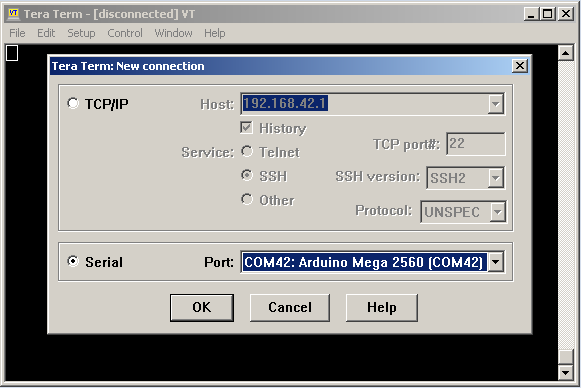 VT Tera Term - [disconnected] VT
File Edit Setup Control Window Help
Tera Term: New connection
TCP/IP Host: 192.168.42.1
History
Service: Telnet TCP port#: 22
SSH SSH version: SSH2
Other Protocol: UNSPEC
Serial Port: COM42: Arduino Mega 2560 (COM42)
OK Cancel Help